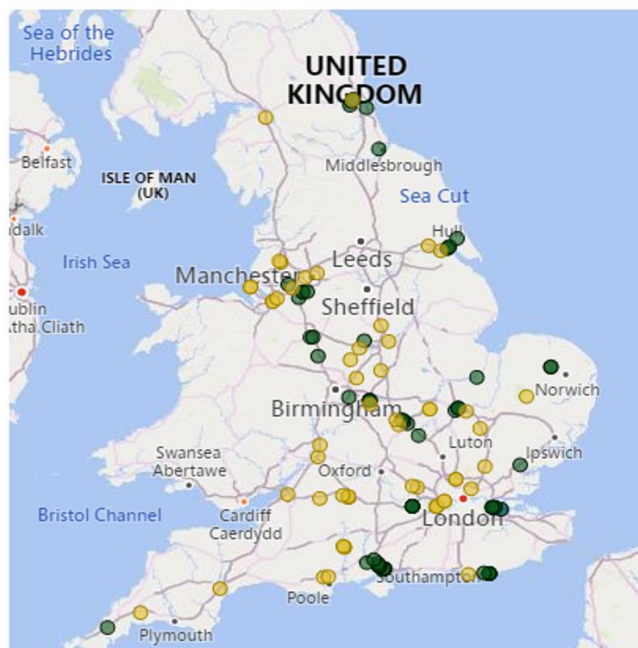 Sea of the
Hebrides
UNITED
KINGDOM
Belfast
ISLE OF MAN
(UK)
Middlesbrough
Sea Cut
ndalk
Hull
Irish Sea
Leeds
Manchester
ublin
tha Cliath
Sheffield
Norwich
Birmingham
Swansea
Abertawe
Oxford
Luton
Ipswich
Bristol Channel
Cardiff
Caerdydd
London
Southampton
Poole
Plymouth